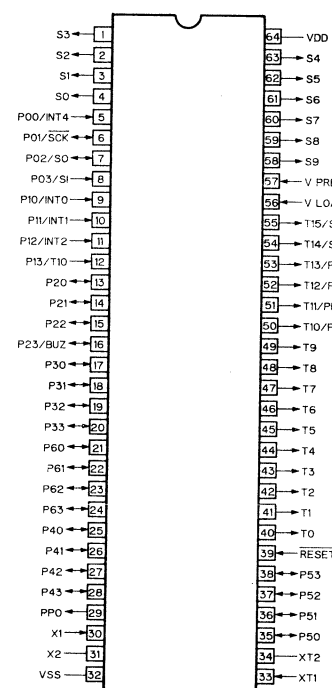 S3 1 64 VDD
S2 2 63 S4
S1 3 62 S5
S0 4 61 S6
P00/INT4 5 60 S7
P01/SCK 6 59 S8
P02/SO 7 58 S9
P03/SI 8 57 V PRE
P10/INT0 9 56 V LOA
P11/INT1 10 55 T15/S
P12/INT2 11 54 T14/S
P13/T10 12 53 T13/P
P20 13 52 T12/P
P21 14 51 T11/P
P22 15 50 T10/P
P23/BUZ 16 49 T9
P30 17 48 T8
P31 18 47 T7
P32 19 46 T6
P33 20 45 T5
P60 21 44 T4
P61 22 43 T3
P62 23 42 T2
P63 24 41 T1
P40 25 40 T0
P41 26 39 RESET
P42 27 38 P53
P43 28 37 P52
PPO 29 36 P51
X1 30 35 P50
X2 31 34 XT2
VSS 32 33 XT1